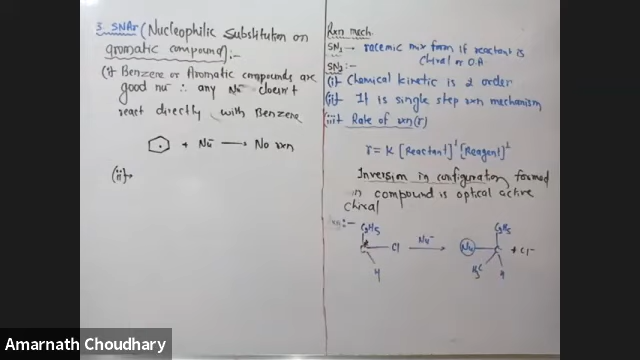 3. SNAr (Nucleophilic Substitution on
aromatic compound):-
(i) Benzene or Aromatic compounds are
good nu- ∴ any Nu- doesn't
react directly with Benzene
+ Nu- → No rxn
(ii)→
Rxn mech.
SN1 → racemic mix form if reactant is
chiral or O.A
SN2:-
(i) Chemical kinetic is 2 order
(ii) It is single step rxn mechanism
(iii) Rate of rxn(r)
r = K [Reactant]1 [Reagent]1
Inversion in configuration formed
in compound is optical active
chiral
C2H5
Cl
H
Nu-
C2H5
Nu
H3C
H
+ Cl-
Amarnath Choudhary